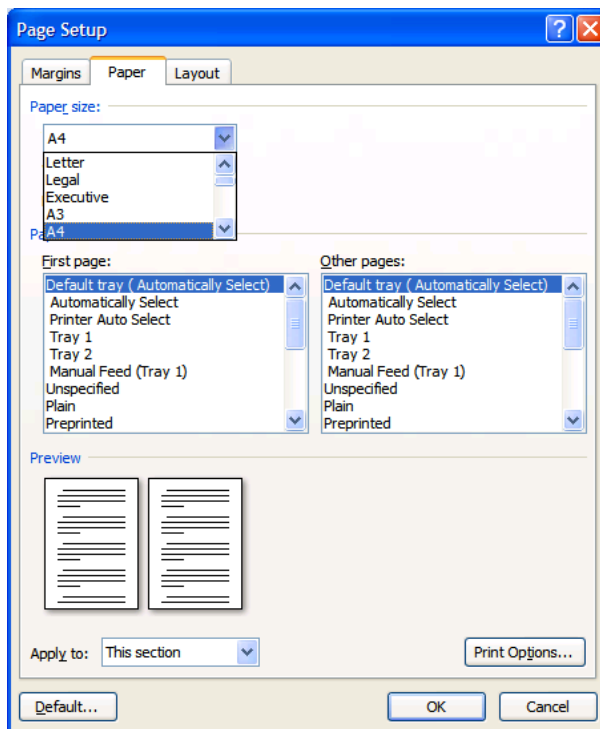 Page Setup
Margins Paper Layout
Paper size:
A4
Letter
Legal
Executive
A3
A4
First page:
Default tray ( Automatically Select)
Automatically Select
Printer Auto Select
Tray 1
Tray 2
Manual Feed (Tray 1)
Unspecified
Plain
Preprinted
Other pages:
Default tray ( Automatically Select)
Automatically Select
Printer Auto Select
Tray 1
Tray 2
Manual Feed (Tray 1)
Unspecified
Plain
Preprinted
Preview
Apply to: This section
Print Options...
Default... OK Cancel